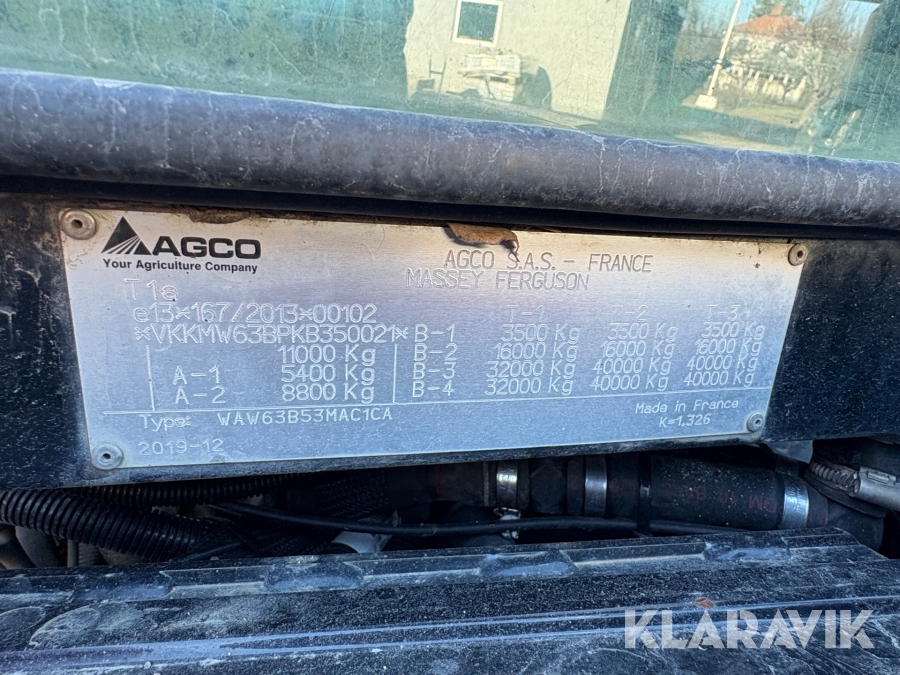 AGCO
Your Agriculture Company
AGCO S.A.S. - FRANCE
MASSEY FERGUSON
T1a
e13*167/2013*00102
*VKKMW63BPKB350021*
T-1 T-2 T-3
B-1 3500 Kg 3500 Kg 3500 Kg
11000 Kg B-2 16000 Kg 16000 Kg 16000 Kg
A-1 5400 Kg B-3 32000 Kg 40000 Kg 40000 Kg
A-2 8800 Kg B-4 32000 Kg 40000 Kg 40000 Kg
Type: WAW63B53MAC1CA
Made in France
K=1,326
2019-12
KLARAVIK